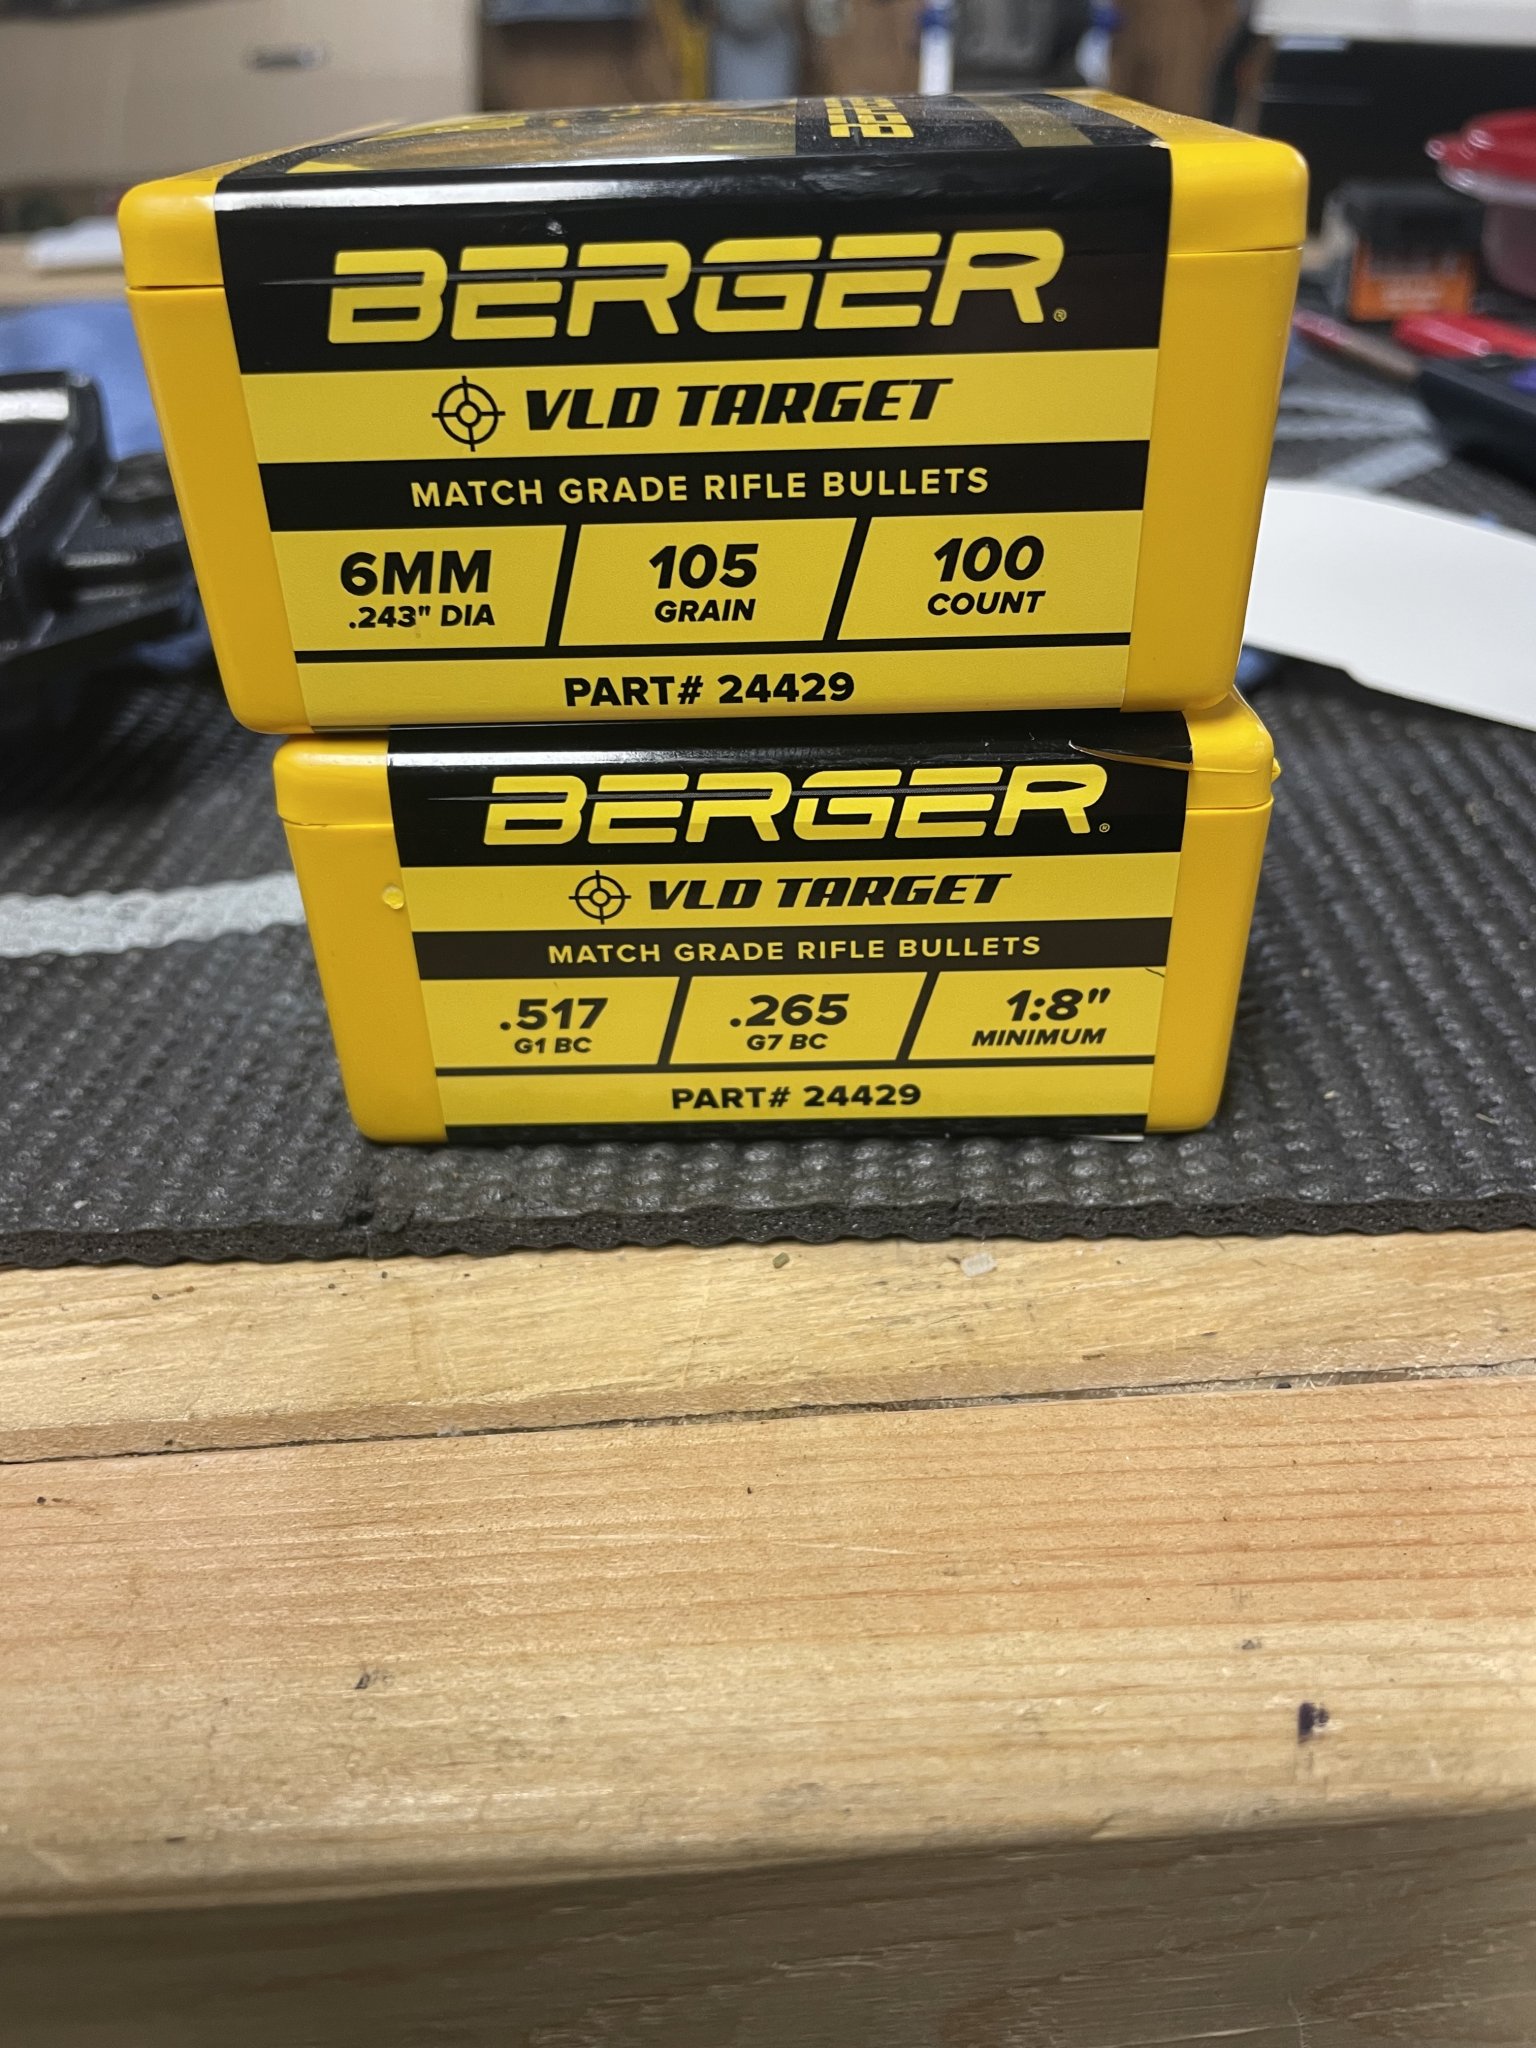 BERGER
BERGER®
VLD TARGET
MATCH GRADE RIFLE BULLETS
6MM 105 100
.243" DIA GRAIN COUNT
PART# 24429
BERGER®
VLD TARGET
MATCH GRADE RIFLE BULLETS
.517 .265 1:8"
G1 BC G7 BC MINIMUM
PART# 24429